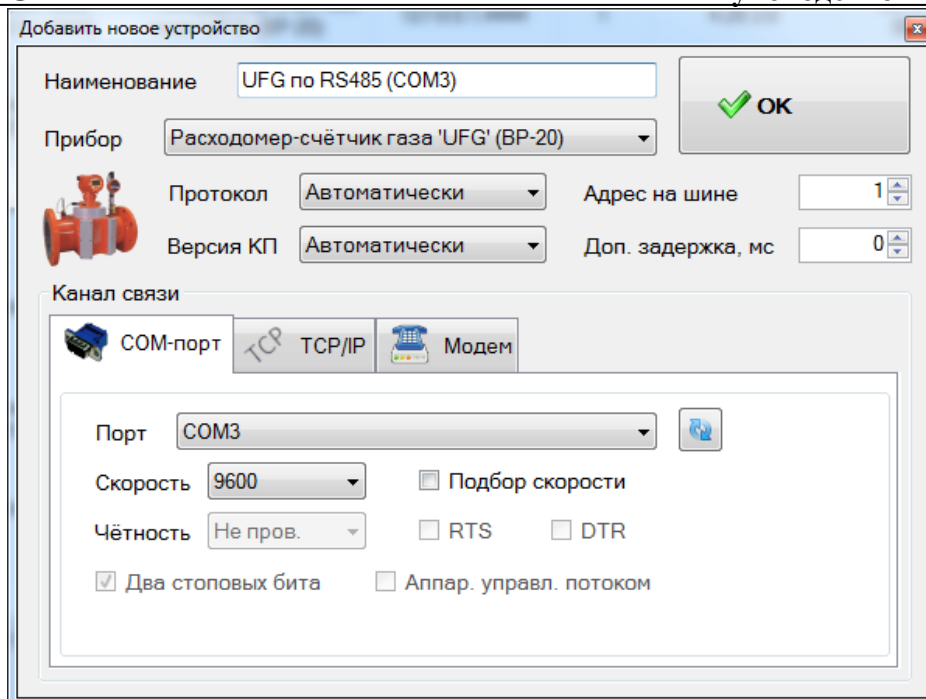 Добавить новое устройство
Наименование UFG по RS485 (COM3)
OK
Прибор Расходомер-счётчик газа 'UFG' (ВР-20)
Протокол Автоматически Адрес на шине 1
Версия КП Автоматически Доп. задержка, мс 0
Канал связи
COM-порт TCP TCP/IP Модем
Порт COM3
Скорость 9600 Подбор скорости
Чётность Не пров. RTS DTR
Два стоповых бита Аппар. управл. потоком